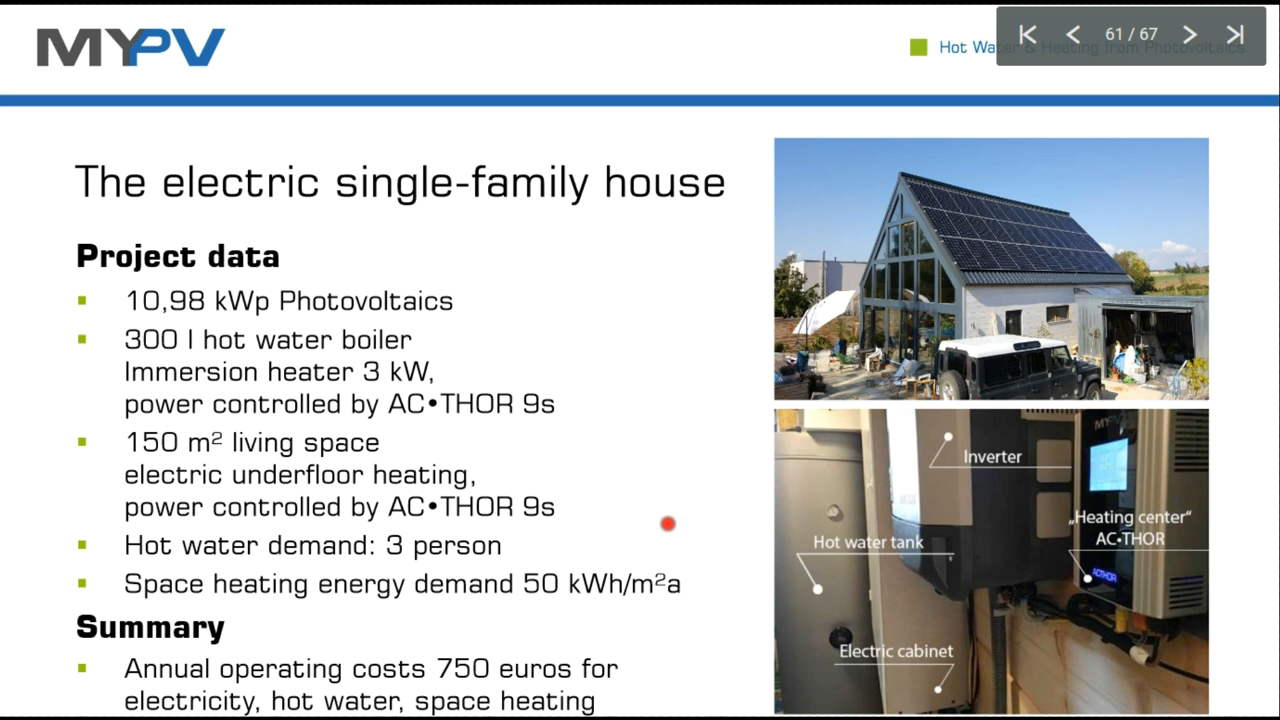 MYPV
Hot Water & Heating from Photovoltaics
61 / 67
The electric single-family house
Project data
10,98 kWp Photovoltaics
300 l hot water boiler
Immersion heater 3 kW,
power controlled by AC•THOR 9s
150 m² living space
electric underfloor heating,
power controlled by AC•THOR 9s
Hot water demand: 3 person
Space heating energy demand 50 kWh/m²a
Summary
Annual operating costs 750 euros for
electricity, hot water, space heating
Inverter
„Heating center“
AC•THOR
Hot water tank
Electric cabinet
MYPV
ACTHOR